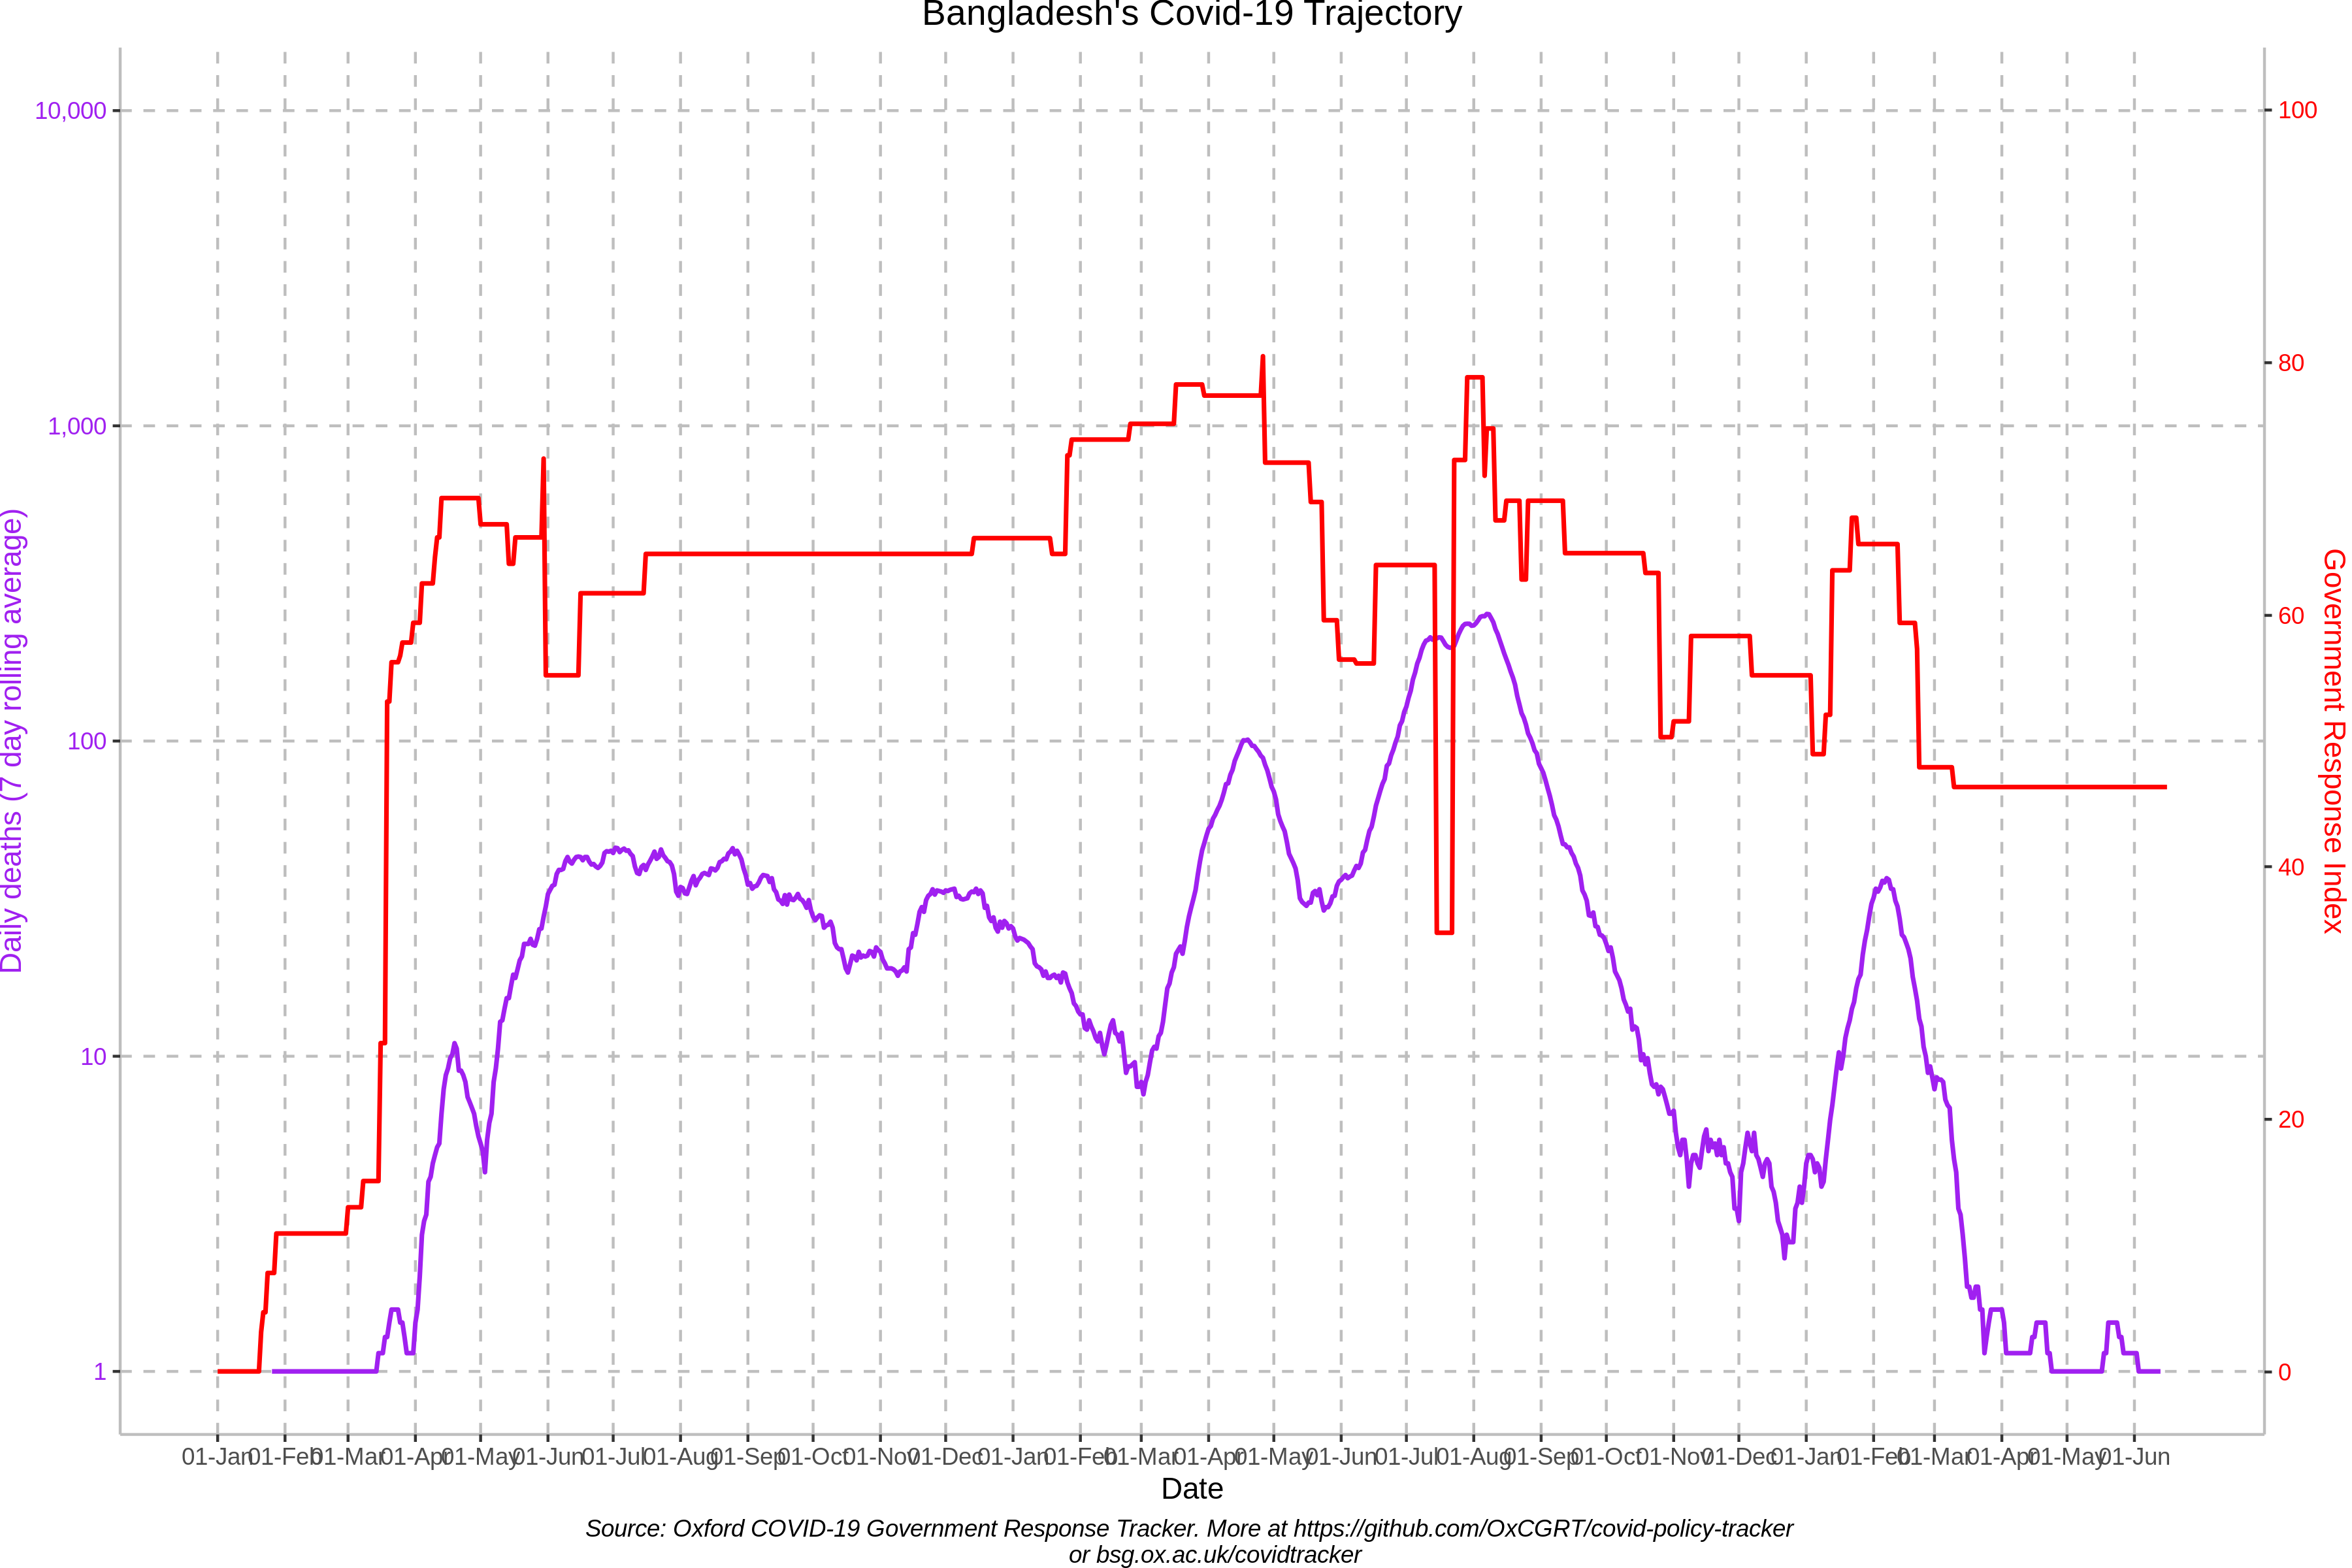 Bangladesh's Covid-19 Trajectory
10,000
1,000
100
10
1
Daily deaths (7 day rolling average)
100
80
60
40
20
0
Government Response Index
01-Jan 01-Feb 01-Mar 01-Apr 01-May 01-Jun 01-Jul 01-Aug 01-Sep 01-Oct 01-Nov 01-Dec 01-Jan 01-Feb 01-Mar 01-Apr 01-May 01-Jun 01-Jul 01-Aug 01-Sep 01-Oct 01-Nov 01-Dec 01-Jan 01-Feb 01-Mar 01-Apr 01-May 01-Jun
Date
Source: Oxford COVID-19 Government Response Tracker. More at https://github.com/OxCGRT/covid-policy-tracker
or bsg.ox.ac.uk/covidtracker